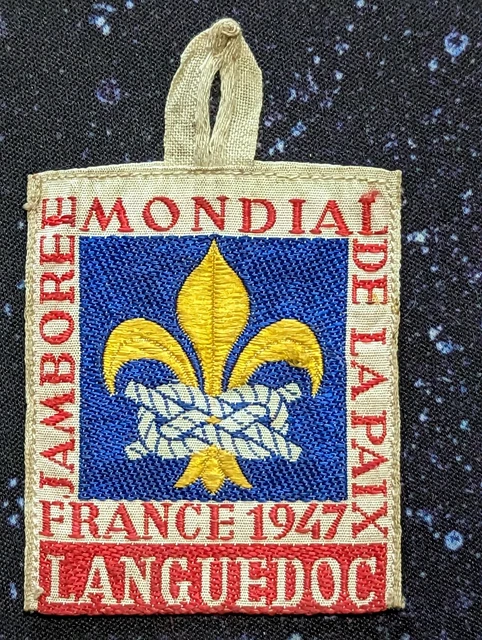 JAMBOREE
MONDIAL
DE LA PAIX
FRANCE 1947
LANGUEDOC